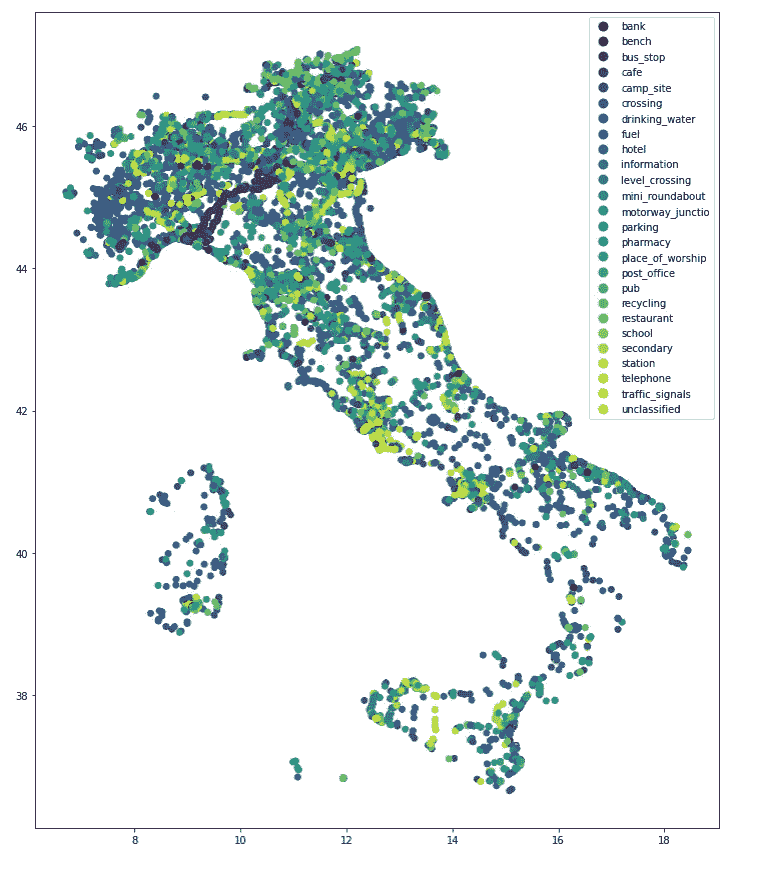 bank
bench
bus_stop
cafe
camp_site
crossing
drinking_water
fuel
hotel
information
level_crossing
mini_roundabout
motorway_junctio
parking
pharmacy
place_of_worship
post_office
pub
recycling
restaurant
school
secondary
station
telephone
traffic_signals
unclassified
46
44
42
40
38
8 10 12 14 16 18